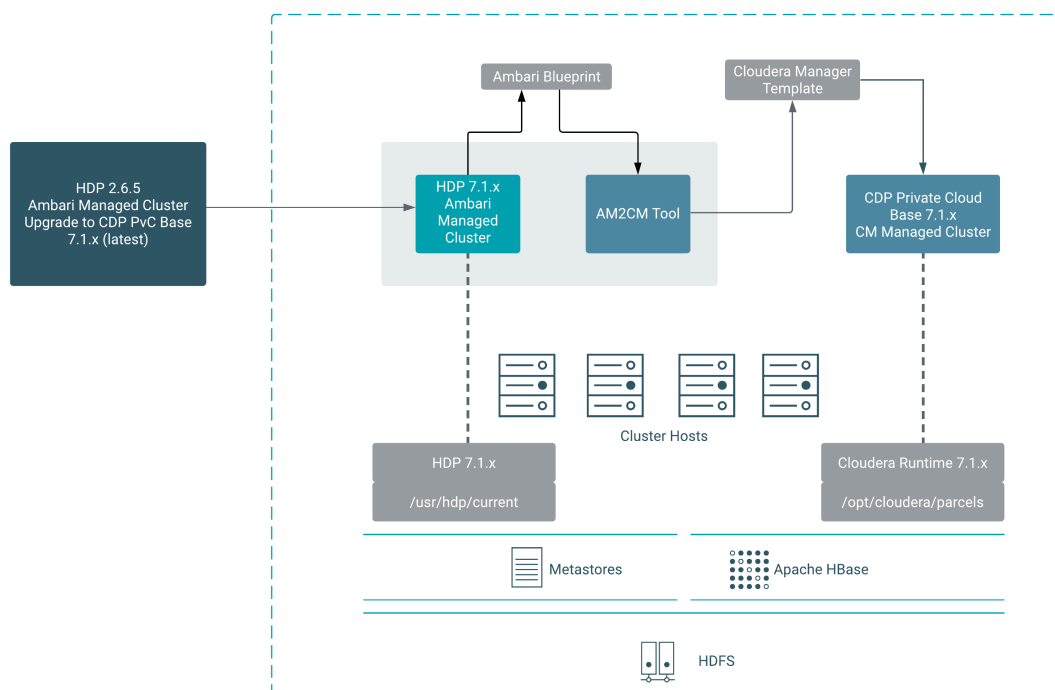 Ambari Blueprint
Cloudera Manager
Template
HDP 2.6.5
Ambari Managed Cluster
Upgrade to CDP PvC Base
7.1.x (latest)
HDP 7.1.x
Ambari
Managed
Cluster
AM2CM Tool
CDP Private Cloud
Base 7.1.x
CM Managed Cluster
Cluster Hosts
HDP 7.1.x
/usr/hdp/current
Cloudera Runtime 7.1.x
/opt/cloudera/parcels
Metastores
Apache HBase
HDFS